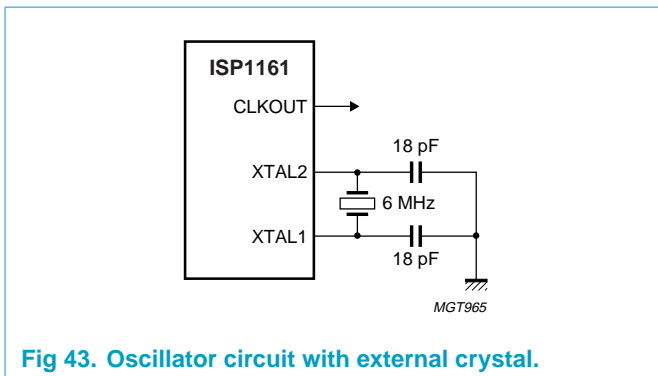 ISP1161
CLKOUT
18 pF
XTAL2
6 MHz
XTAL1
18 pF
MGT965
Fig 43. Oscillator circuit with external crystal.